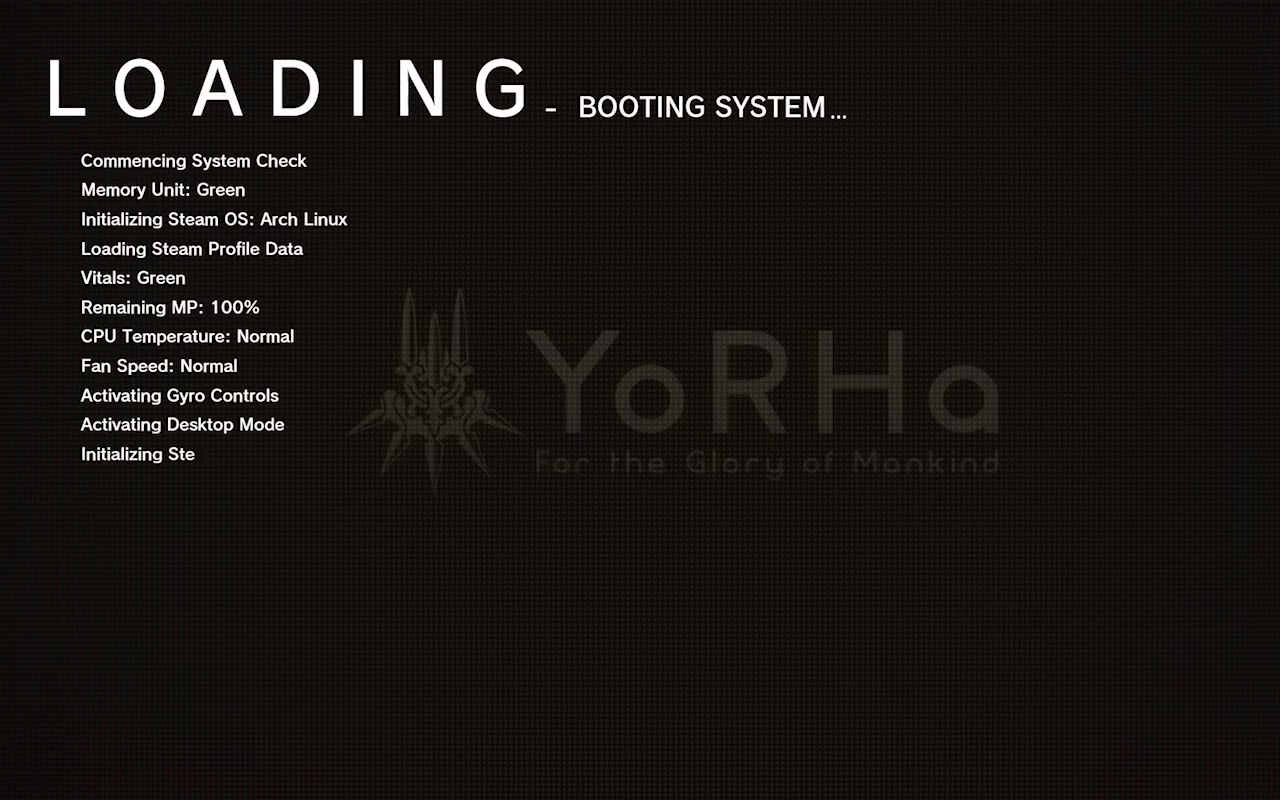 LOADING - BOOTING SYSTEM...
Commencing System Check
Memory Unit: Green
Initializing Steam OS: Arch Linux
Loading Steam Profile Data
Vitals: Green
Remaining MP: 100%
CPU Temperature: Normal
Fan Speed: Normal
Activating Gyro Controls
Activating Desktop Mode
Initializing Ste
YoRHa
For the Glory of Mankind